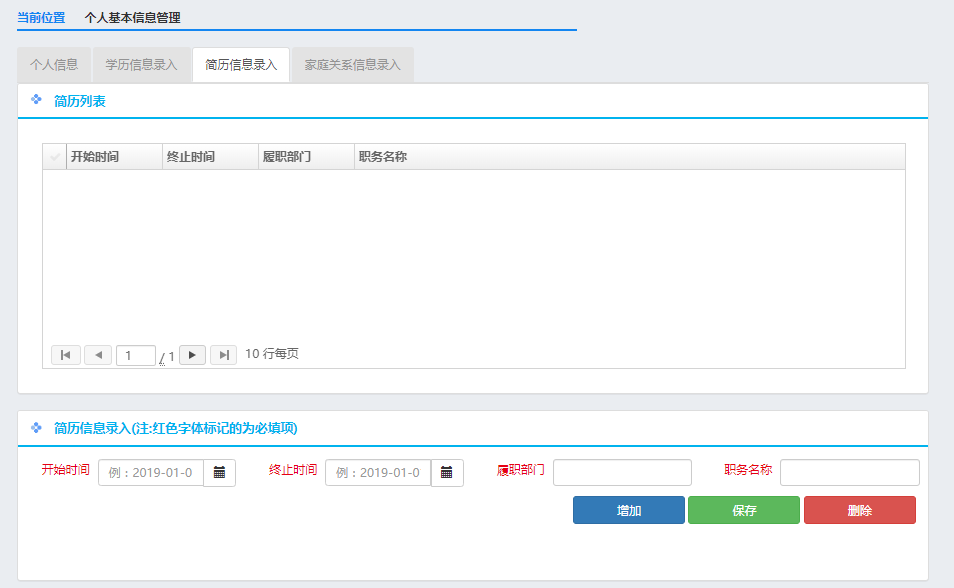 当前位置 个人基本信息管理
个人信息 学历信息录入 简历信息录入 家庭关系信息录入
简历列表
开始时间 终止时间 履职部门 职务名称
1 / 1 10 行每页
简历信息录入(注:红色字体标记的为必填项)
开始时间 例：2019-01-0 终止时间 例：2019-01-0 履职部门 职务名称
增加 保存 删除